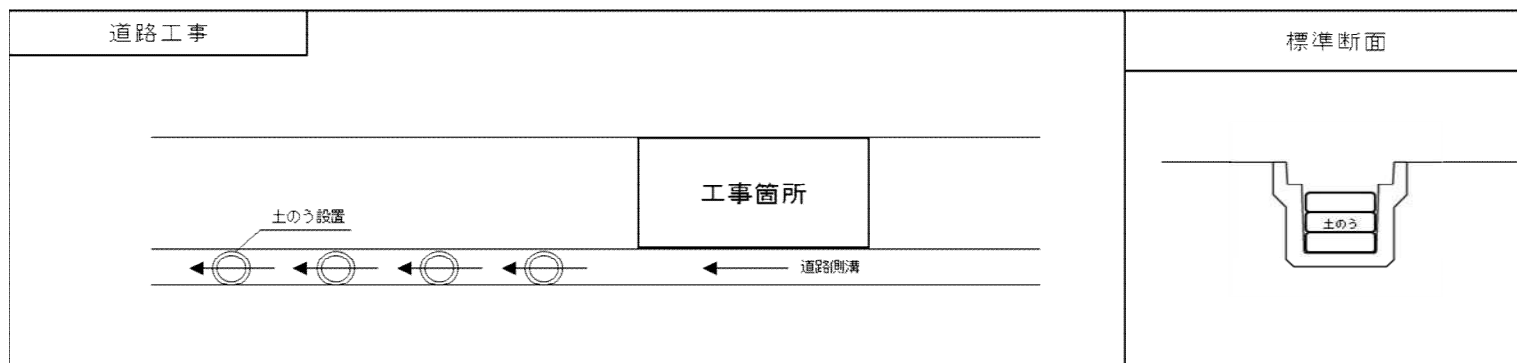 道路工事
標準断面
工事箇所
土のう設置
道路側溝
土のう